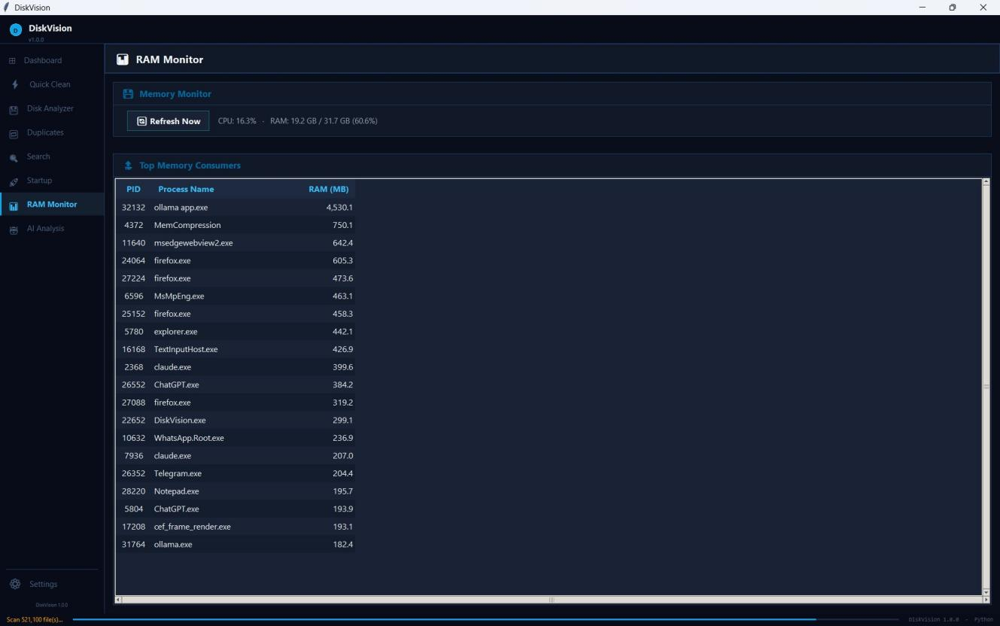 DiskVision
D DiskVision
v1.0.0
Dashboard
Quick Clean
Disk Analyzer
Duplicates
Search
Startup
RAM Monitor
AI Analysis
Settings
DiskVision 1.0.0
RAM Monitor
Memory Monitor
Refresh Now CPU: 16.3% · RAM: 19.2 GB / 31.7 GB (60.6%)
Top Memory Consumers
PID Process Name RAM (MB)
32132 ollama app.exe 4,530.1
4372 MemCompression 750.1
11640 msedgewebview2.exe 642.4
24064 firefox.exe 605.3
27224 firefox.exe 473.6
6596 MsMpEng.exe 463.1
25152 firefox.exe 458.3
5780 explorer.exe 442.1
16168 TextInputHost.exe 426.9
2368 claude.exe 399.6
26552 ChatGPT.exe 384.2
27088 firefox.exe 319.2
22652 DiskVision.exe 299.1
10632 WhatsApp.Root.exe 236.9
7936 claude.exe 207.0
26352 Telegram.exe 204.4
28220 Notepad.exe 195.7
5804 ChatGPT.exe 193.9
17208 cef_frame_render.exe 193.1
31764 ollama.exe 182.4
Scan 521,100 file(s)... DiskVision 1.0.0 - Python